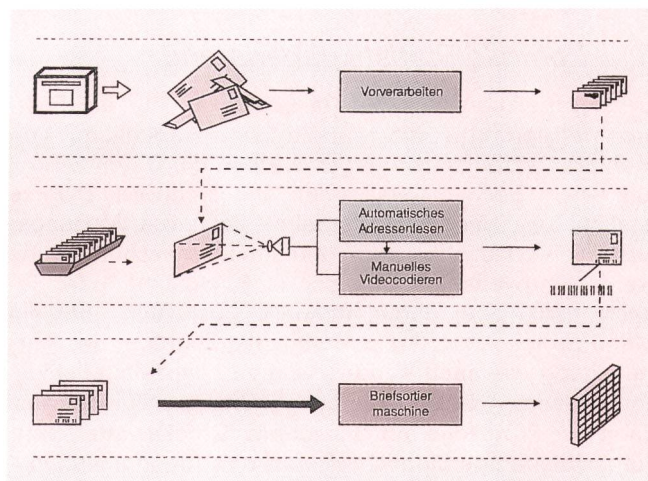 Vorverarbeiten
Automatisches
Adressenlesen
Manuelles
Videocodieren
Briefsortier
maschine